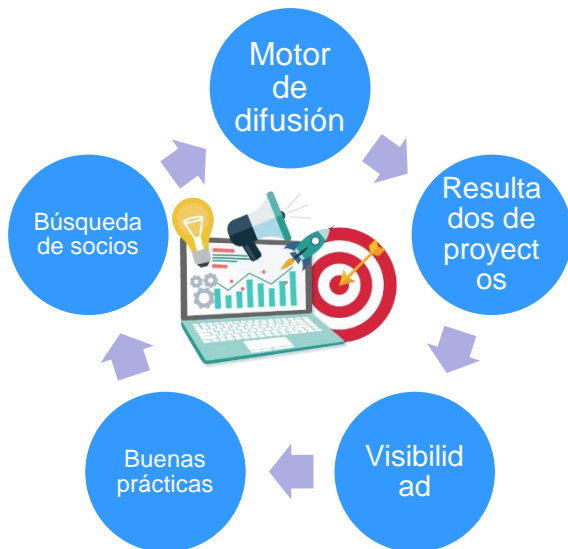 Motor
de
difusión
Resulta
dos de
proyect
os
Visibilid
ad
Buenas
prácticas
Búsqueda
de socios